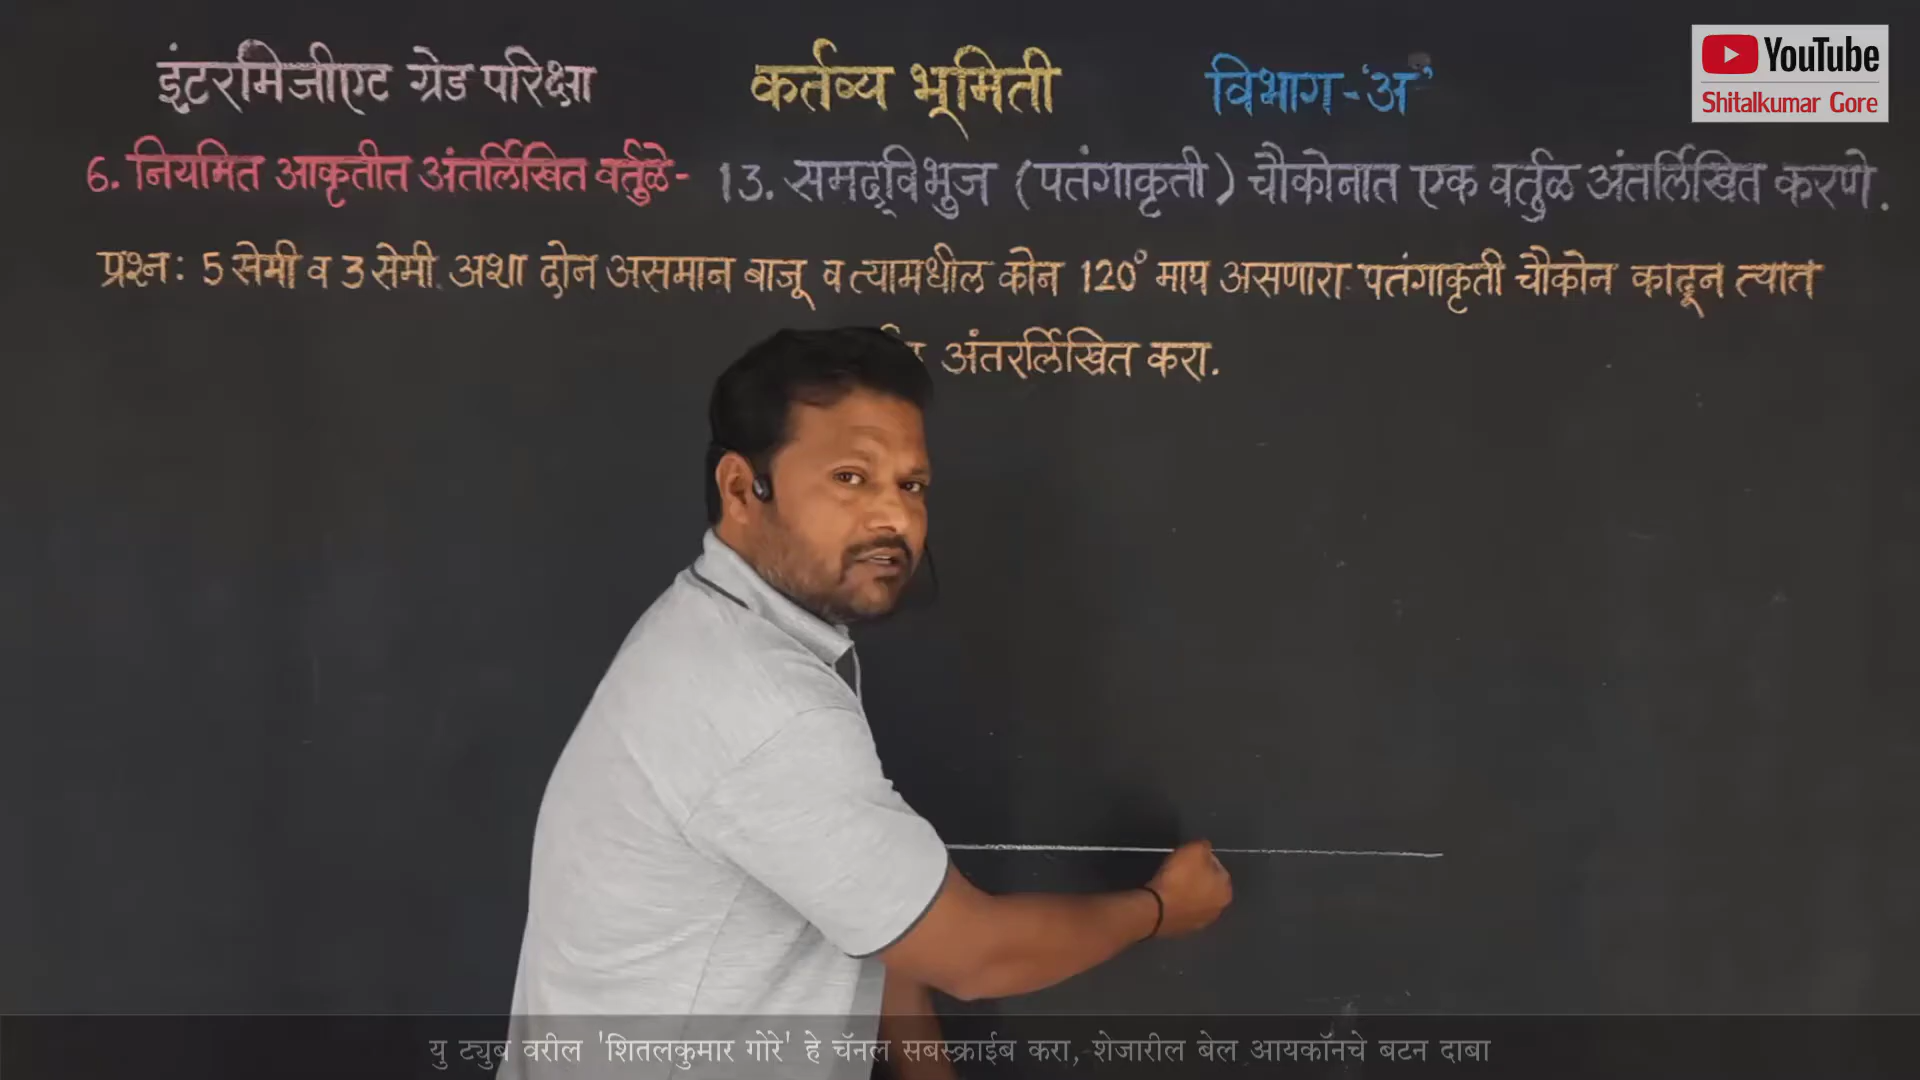 इंटरमिजीएट ग्रेड परिक्षा कर्तव्य भूमिती विभाग-'अ'
YouTube
Shitalkumar Gore
6. नियमित आकृतीत अंतर्लिखित वर्तुळे- 13. समद्विभुज (पतंगाकृती) चौकोनात एक वर्तुळ अंतर्लिखित करणे.
प्रश्न: 5 सेमी व 3 सेमी. अशा दोन असमान बाजू व त्यामधील कोन 120° माप असणारा पतंगाकृती चौकोन काढून त्यात
अंतरर्लिखित करा.
यु ट्युब वरील 'शितलकुमार गोरे' हे चॅनल सबस्क्राईब करा, शेजारील बेल आयकॉनचे बटन दाबा